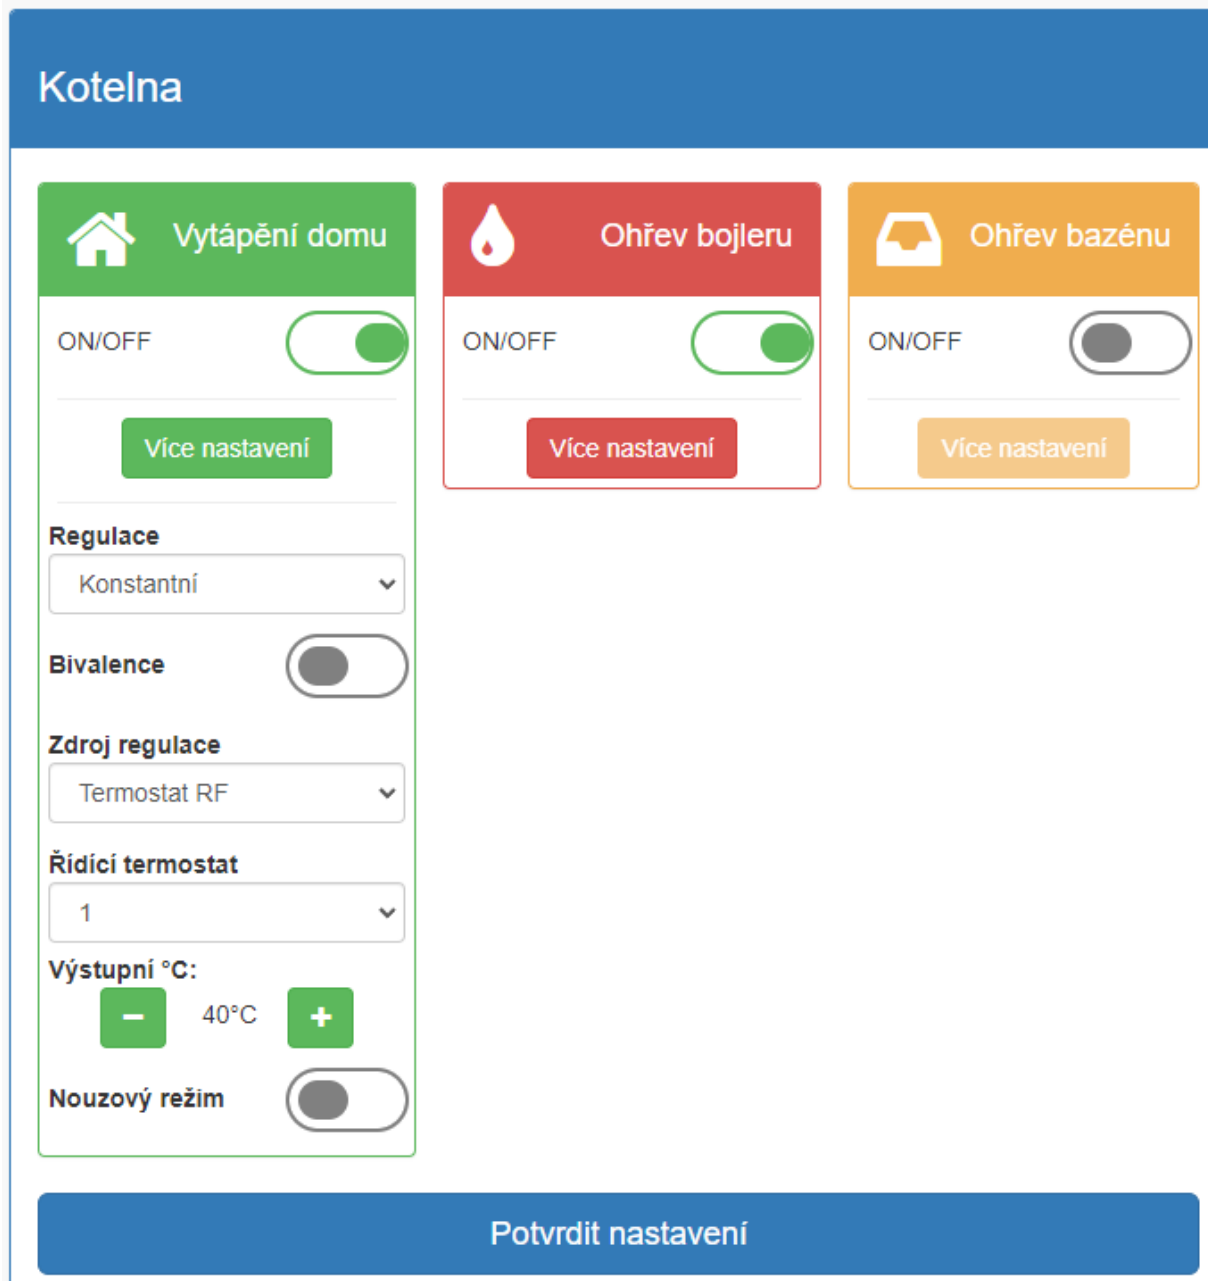 Kotelna
Vytápění domu
ON/OFF
Více nastavení
Regulace
Konstantní
Bivalence
Zdroj regulace
Termostat RF
Řídící termostat
1
Výstupní °C:
40°C
Nouzový režim
Ohřev bojleru
ON/OFF
Více nastavení
Ohřev bazénu
ON/OFF
Více nastavení
Potvrdit nastavení